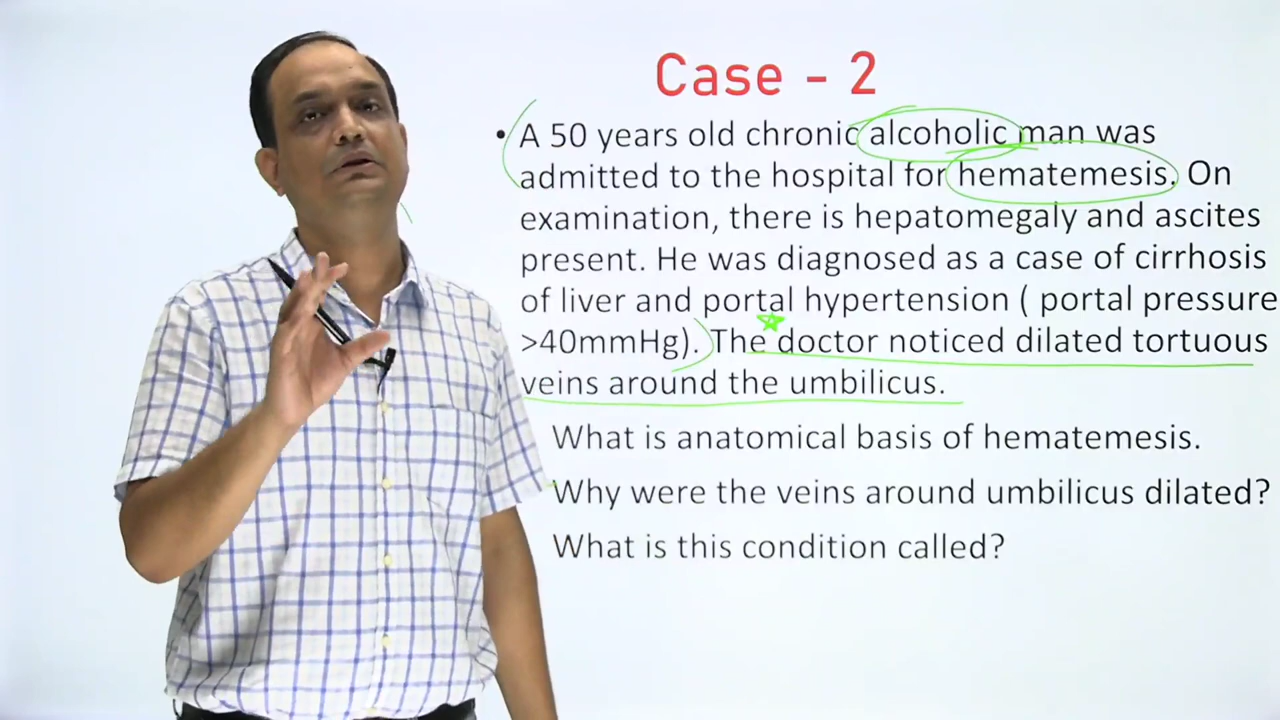 Case - 2
• A 50 years old chronic alcoholic man was
admitted to the hospital for hematemesis. On
examination, there is hepatomegaly and ascites
present. He was diagnosed as a case of cirrhosis
of liver and portal hypertension ( portal pressure
>40mmHg). The doctor noticed dilated tortuous
veins around the umbilicus.
What is anatomical basis of hematemesis.
Why were the veins around umbilicus dilated?
What is this condition called?